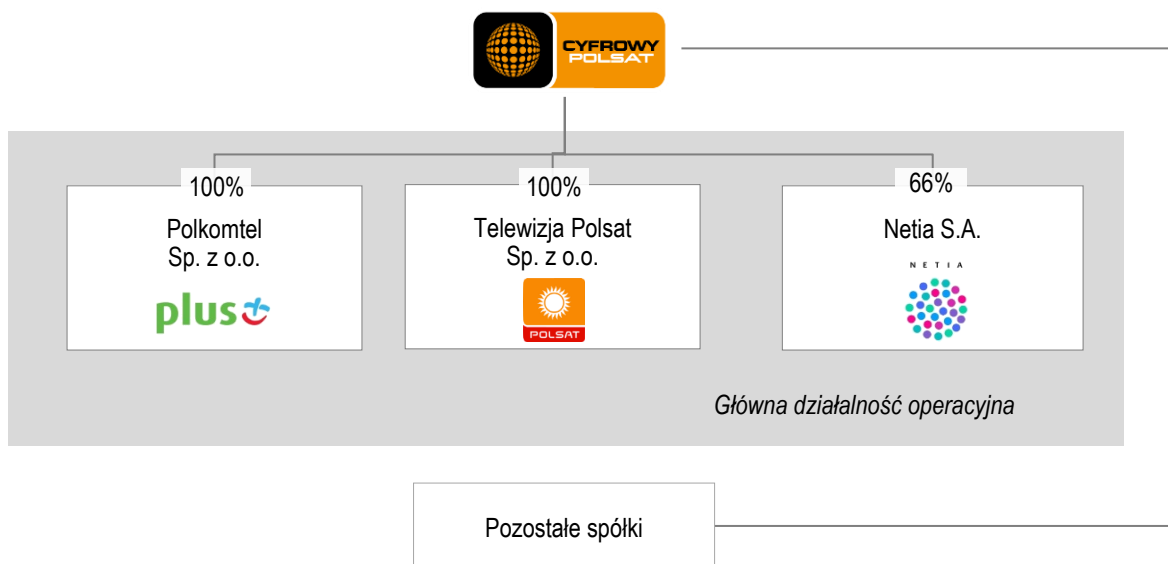 CYFROWY
POLSAT
100%
Polkomtel
Sp. z o.o.
plus
100%
Telewizja Polsat
Sp. z o.o.
POLSAT
66%
Netia S.A.
NETIA
Główna działalność operacyjna
Pozostałe spółki